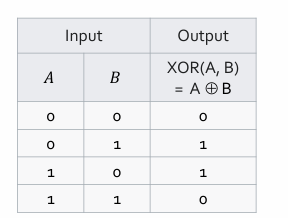 Input Output
A B XOR(A, B)
= A ⊕ B
0 0 0
0 1 1
1 0 1
1 1 0